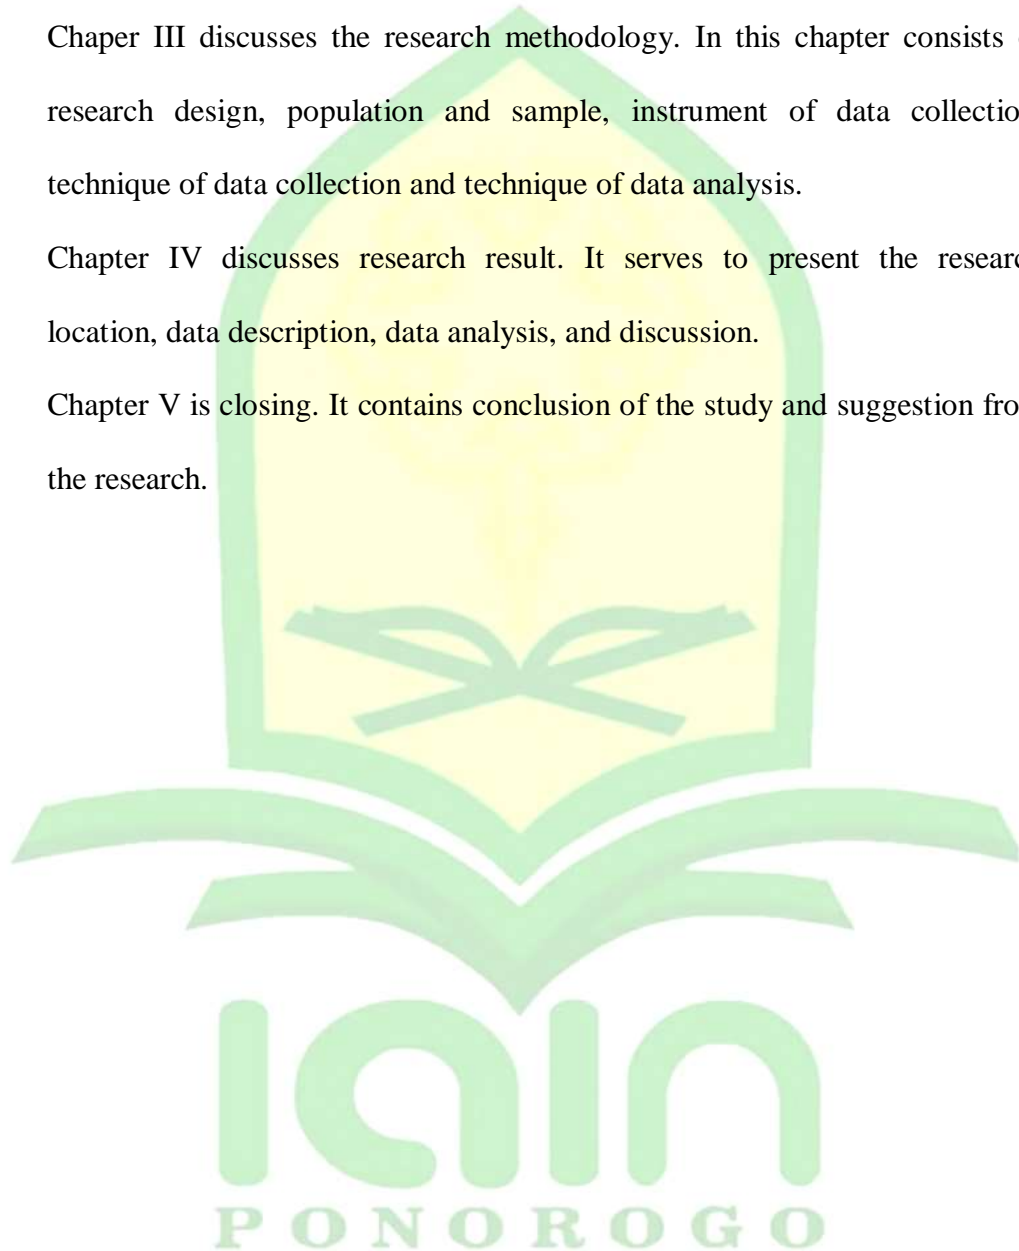 Chaper III discusses the research methodology. In this chapter consists
research design, population and sample, instrument of data collectio
technique of data collection and technique of data analysis.
Chapter IV discusses research result. It serves to present the researc
location, data description, data analysis, and discussion.
Chapter V is closing. It contains conclusion of the study and suggestion fro
the research.
iain
PONOROGO